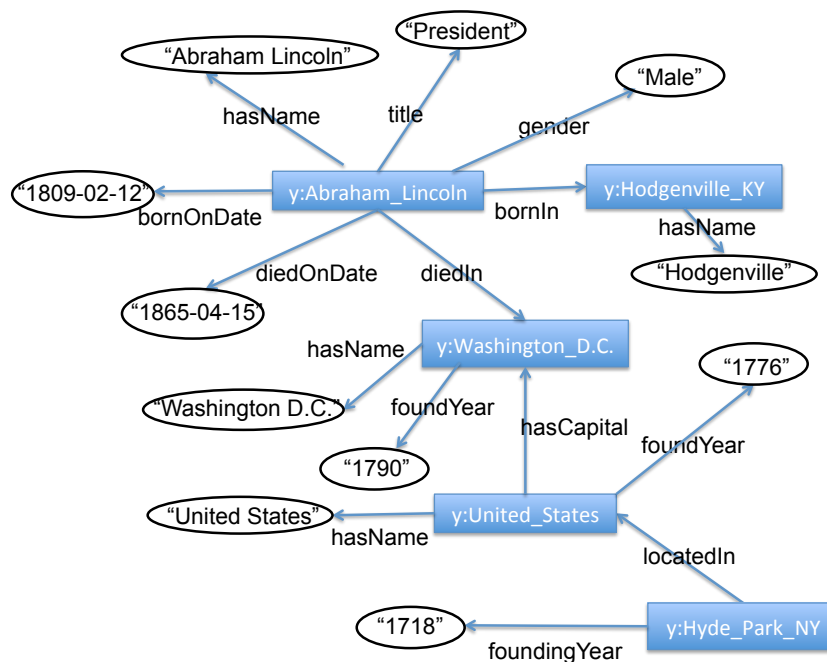 “President”
“Abraham Lincoln”
“Male”
hasName
title
gender
“1809-02-12”
y:Abraham_Lincoln
y:Hodgenville_KY
bornOnDate
bornIn
hasName
diedOnDate
diedIn
“Hodgenville”
“1865-04-15”
hasName
y:Washington_D.C.
“1776”
“Washington D.C.”
foundYear
hasCapital
foundYear
“1790”
“United States”
y:United_States
hasName
locatedIn
“1718”
y:Hyde_Park_NY
foundingYear